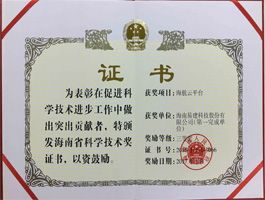 证书
为表彰在促进科
学技术进步工作中做
出突出贡献者，特颁
发海南省科学技术奖
证书，以资鼓励。
获奖项目：海航云平台
获奖单位：海南易建科技股份有
限公司（第一完成单
位）
奖励等级：三
证书号：
奖励日期：